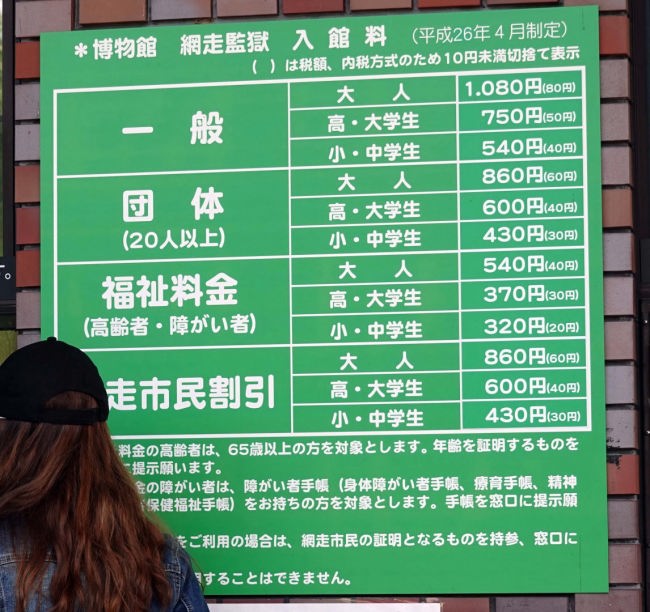 ＊博物館　網走監獄　入館料　（平成26年４月制定）
(　) は税額、内税方式のため10円未満切捨て表示
一　般
大　人　1.080円(80円)
高・大学生　750円(50円)
小・中学生　540円(40円)
団　体
(20人以上)
大　人　860円(60円)
高・大学生　600円(40円)
小・中学生　430円(30円)
福祉料金
(高齢者・障がい者)
大　人　540円(40円)
高・大学生　370円(30円)
小・中学生　320円(20円)
走市民割引
大　人　860円(60円)
高・大学生　600円(40円)
小・中学生　430円(30円)
料金の高齢者は、65歳以上の方を対象とします。年齢を証明するものを
に提示願います。
金の障がい者は、障がい者手帳（身体障がい者手帳、療育手帳、精神
保健福祉手帳）をお持ちの方を対象とします。手帳を窓口に提示願
をご利用の場合は、網走市民の証明となるものを持参、窓口に
用することはできません。
す。